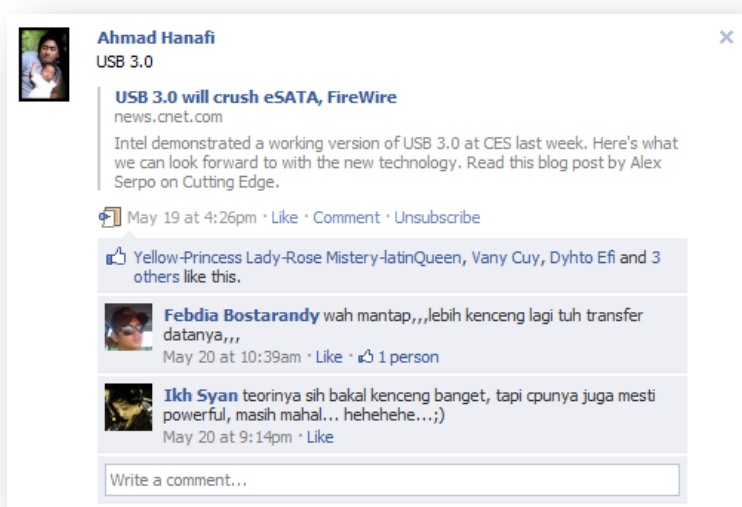 Ahmad Hanafi
USB 3.0
USB 3.0 will crush eSATA, FireWire
news.cnet.com
Intel demonstrated a working version of USB 3.0 at CES last week. Here's what
we can look forward to with the new technology. Read this blog post by Alex
Serpo on Cutting Edge.
May 19 at 4:26pm · Like · Comment · Unsubscribe
Yellow-Princess Lady-Rose Mistery-latinQueen, Vany Cuy, Dyhto Efi and 3
others like this.
Febdia Bostarandy wah mantap,,,lebih kenceng lagi tuh transfer
datanya,,,
May 20 at 10:39am · Like · 1 person
Ikh Syan teorinya sih bakal kenceng banget, tapi cpunya juga mesti
powerful, masih mahal... hehehehe...;)
May 20 at 9:14pm · Like
Write a comment...